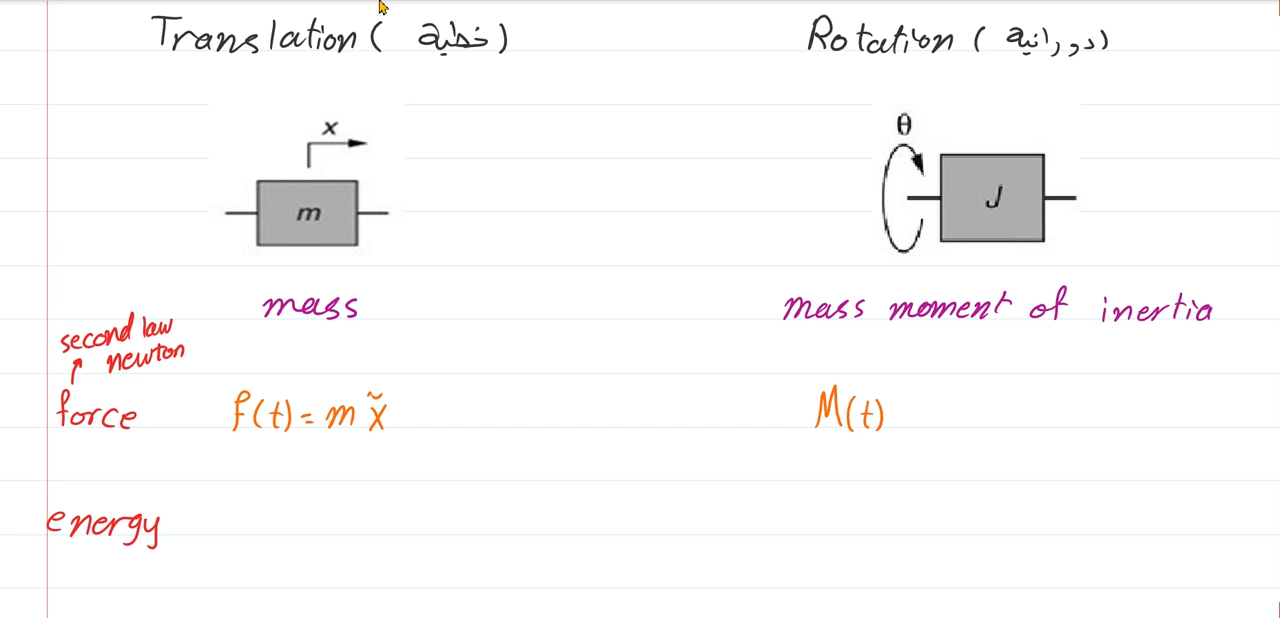 Translation (خطية)
Rotation (دورانية)
x
m
θ
J
mass
mass moment of inertia
second law
newton
force
f(t) = m ẍ
M(t)
energy